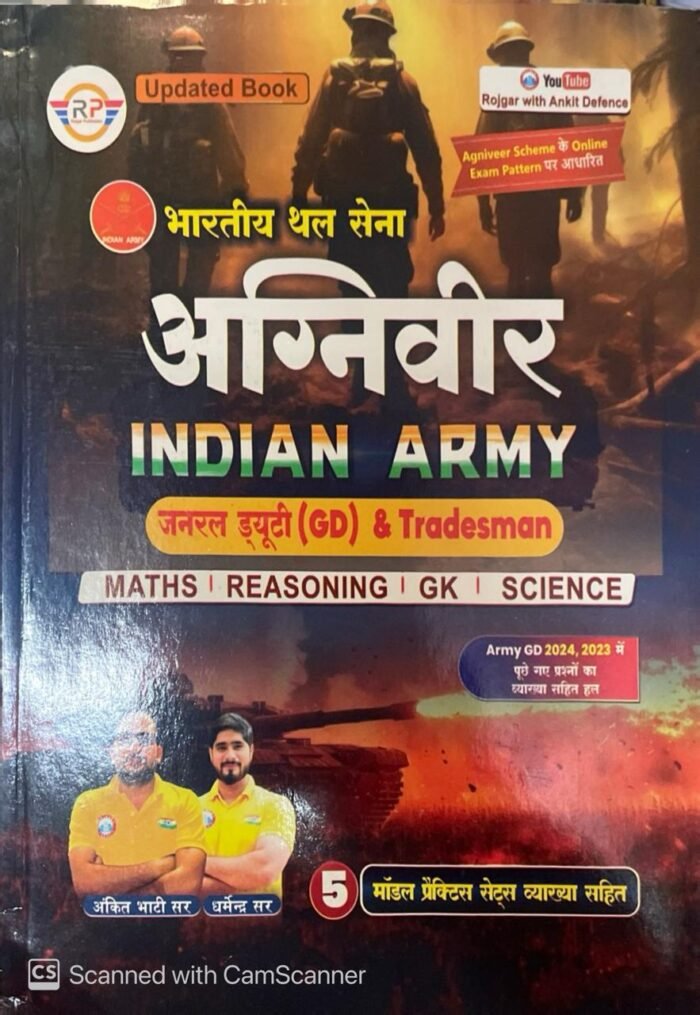 RP
Updated Book
YouTube
Rojgar with Ankit Defence
Agniveer Scheme के Online
Exam Pattern पर आधारित
INDIAN ARMY
भारतीय थल सेना
अग्निवीर
INDIAN ARMY
जनरल ड्यूटी (GD) & Tradesman
MATHS | REASONING | GK | SCIENCE
Army GD 2024, 2023 में
पूछे गए प्रश्नों का
व्याख्या सहित हल
अंकित भाटी सर
धर्मेन्द्र सर
5 मॉडल प्रैक्टिस सेट्स व्याख्या सहित
CS Scanned with CamScanner